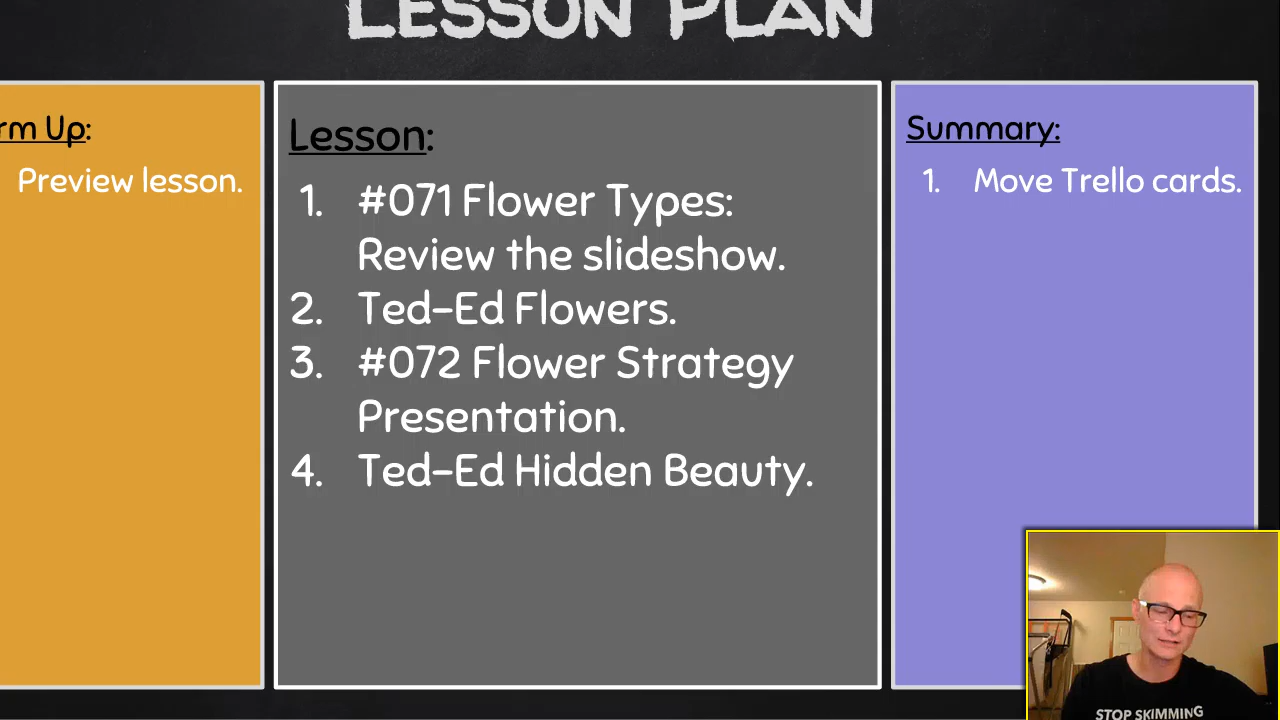 LESSON PLAN
rm Up:
Preview lesson.
Lesson:
1. #071 Flower Types:
Review the slideshow.
2. Ted-Ed Flowers.
3. #072 Flower Strategy
Presentation.
4. Ted-Ed Hidden Beauty.
Summary:
1. Move Trello cards.
STOP SKIMMING